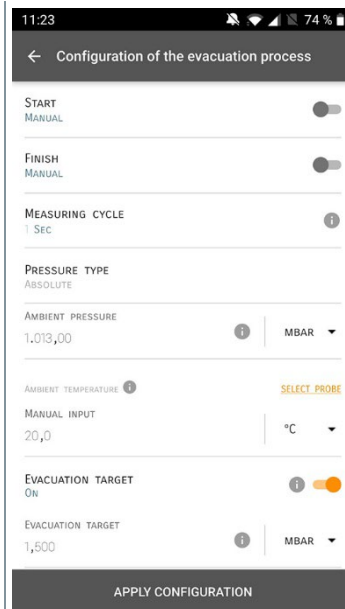 11:23 74 %
Configuration of the evacuation process
START
MANUAL
FINISH
MANUAL
MEASURING CYCLE
1 SEC
PRESSURE TYPE
ABSOLUTE
AMBIENT PRESSURE
1.013,00 MBAR
AMBIENT TEMPERATURE SELECT PROBE
MANUAL INPUT
20,0 °C
EVACUATION TARGET
ON
EVACUATION TARGET
1,500 MBAR
APPLY CONFIGURATION